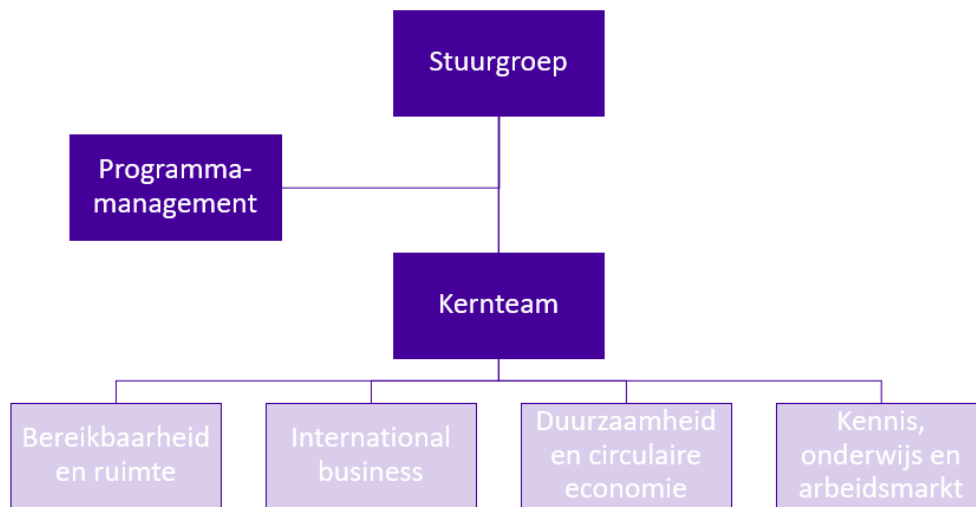 Stuurgroep
Programma-
management
Kernteam
Bereikbaarheid
en ruimte
International
business
Duurzaamheid
en circulaire
economie
Kennis,
onderwijs en
arbeidsmarkt